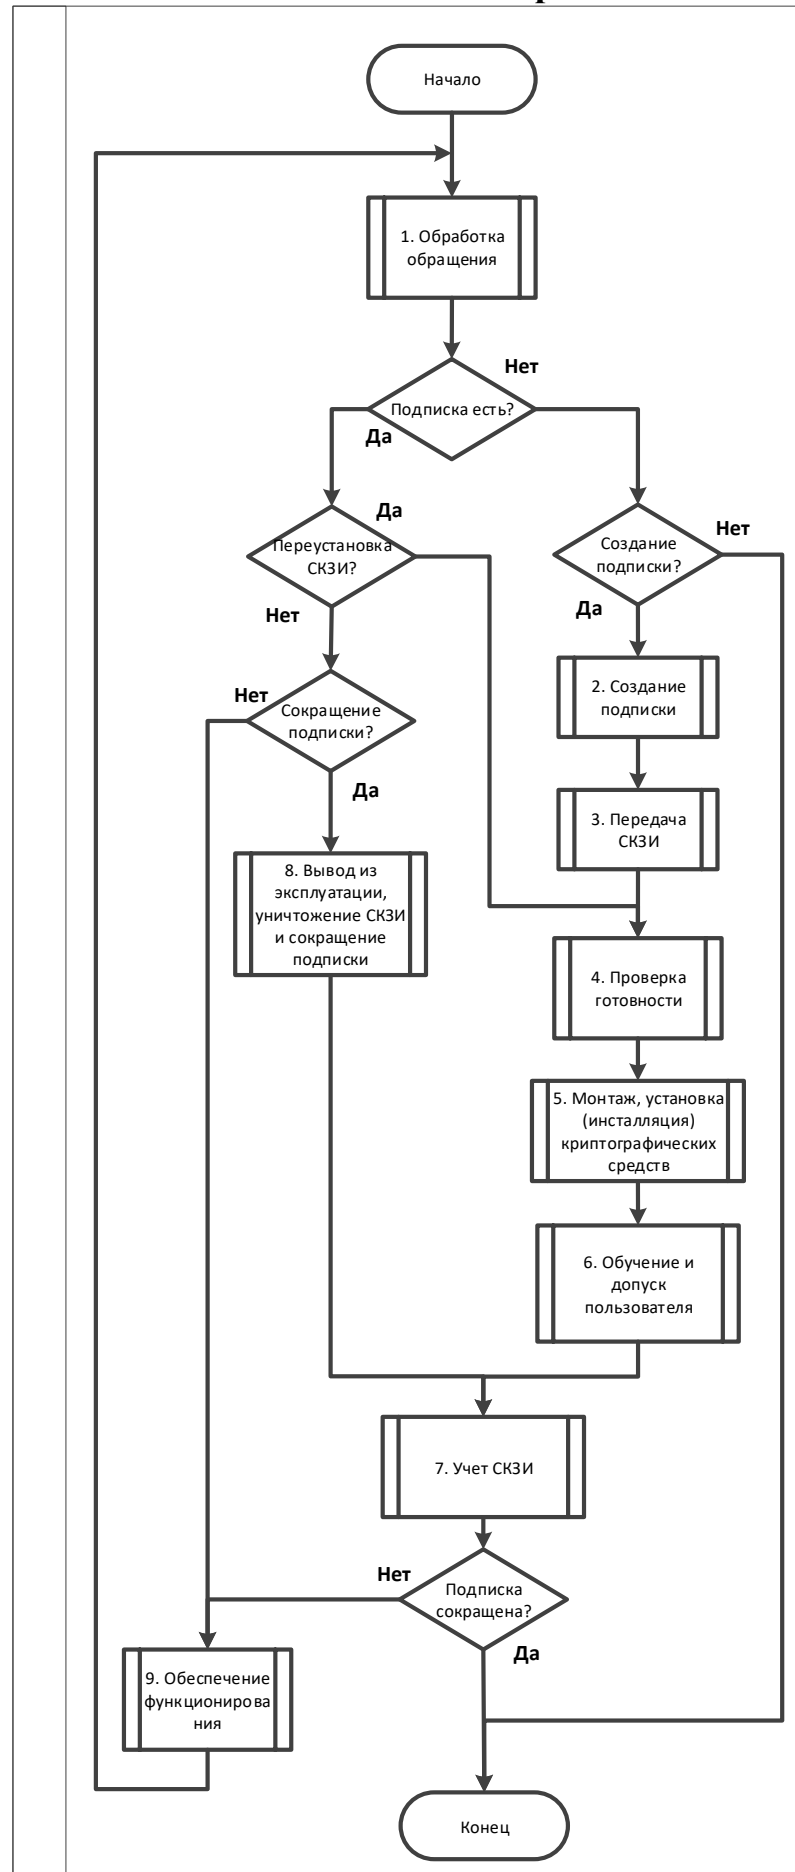 Начало
1. Обработка
обращения
Нет
Подписка есть?
Да
Да
Переустановка
СКЗИ?
Нет
Создание
подписки?
Нет
Да
Нет
Сокращение
подписки?
Да
2. Создание
подписки
3. Передача
СКЗИ
8. Вывод из
эксплуатации,
уничтожение СКЗИ
и сокращение
подписки
4. Проверка
готовности
5. Монтаж, установка
(инсталляция)
криптографических
средств
6. Обучение и
допуск
пользователя
7. Учет СКЗИ
Нет
Подписка
сокращена?
Да
9. Обеспечение
функционирова
ния
Конец